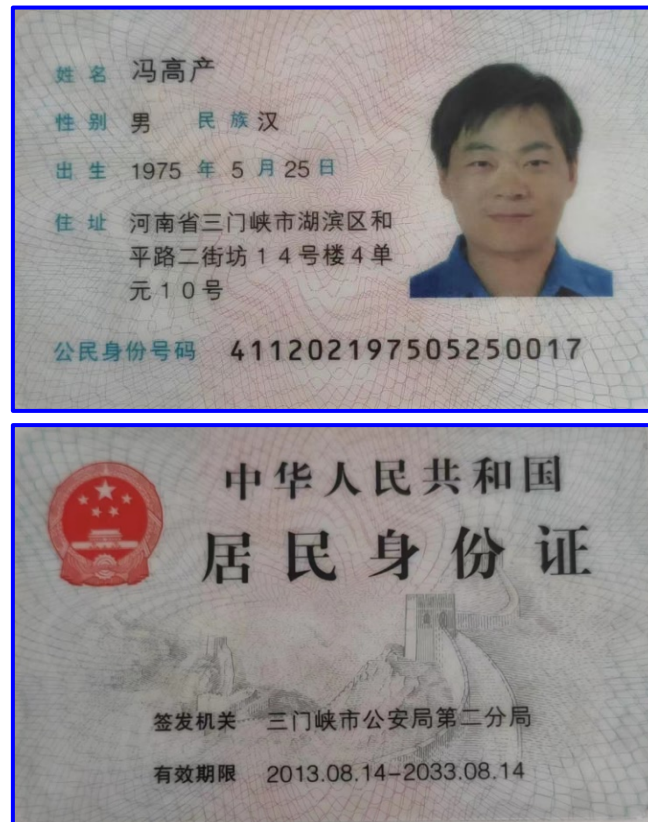 姓名 冯高产
性别 男 民族 汉
出生 1975 年 5 月 25 日
住址 河南省三门峡市湖滨区和
平路二街坊14号楼4单
元10号
公民身份号码 411202197505250017
中华人民共和国
居民身份证
签发机关 三门峡市公安局第二分局
有效期限 2013.08.14-2033.08.14